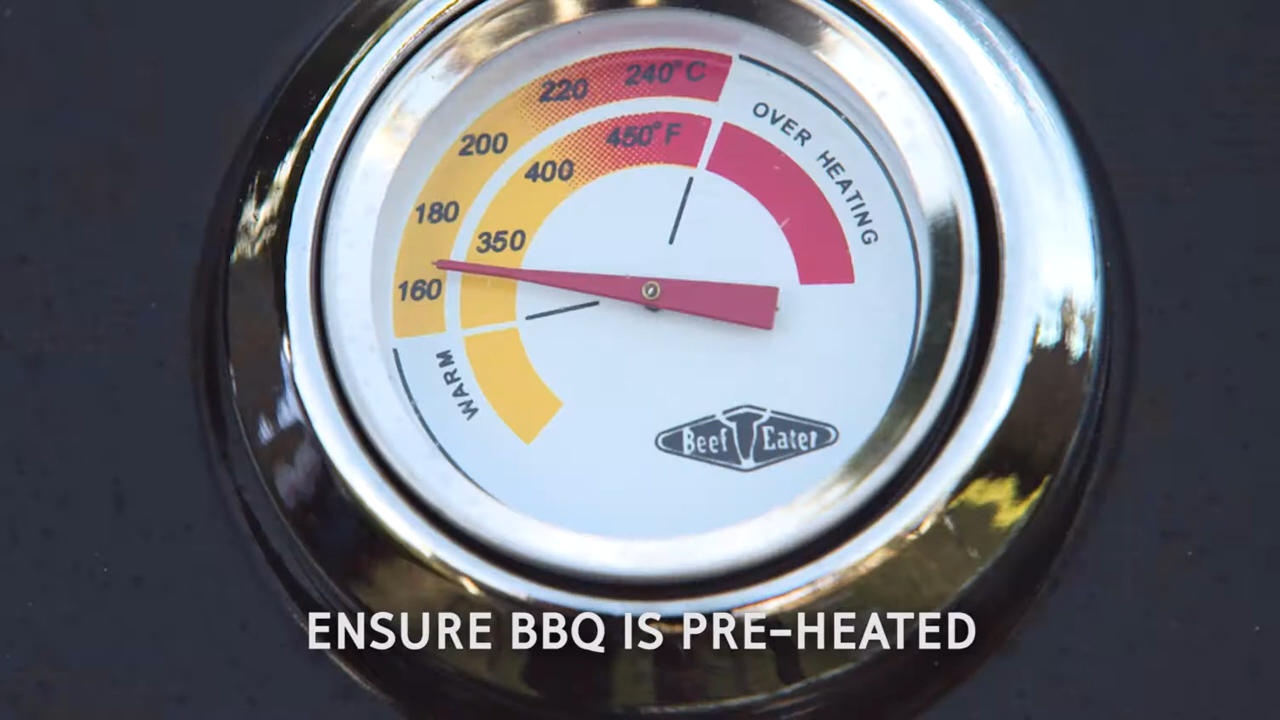 240°C
220
200
180
160
450°F
400
350
OVER HEATING
WARM
Beef Eater
ENSURE BBQ IS PRE-HEATED